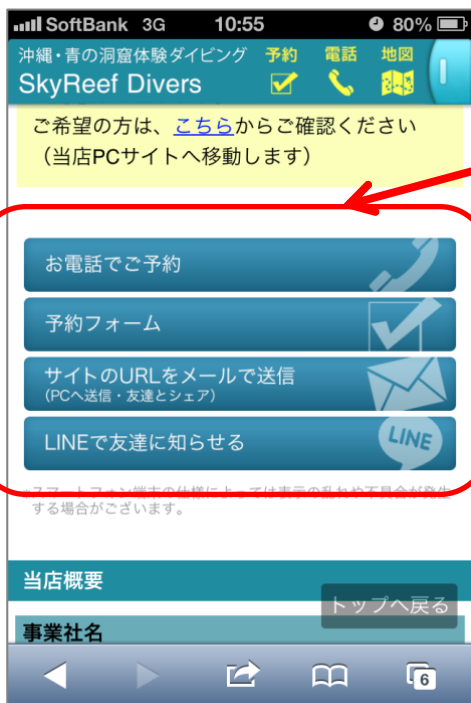 SoftBank 3G 10:55 80%
沖縄・青の洞窟体験ダイビング 予約 電話 地図
SkyReef Divers
ご希望の方は、こちらからご確認ください
（当店PCサイトへ移動します）
お電話でご予約
予約フォーム
サイトのURLをメールで送信
(PCへ送信・友達とシェア)
LINEで友達に知らせる
LINE
※スマートフォン端末の仕様によっては表示の乱れや不具合が発生
する場合がございます。
当店概要
トップへ戻る
事業社名
6